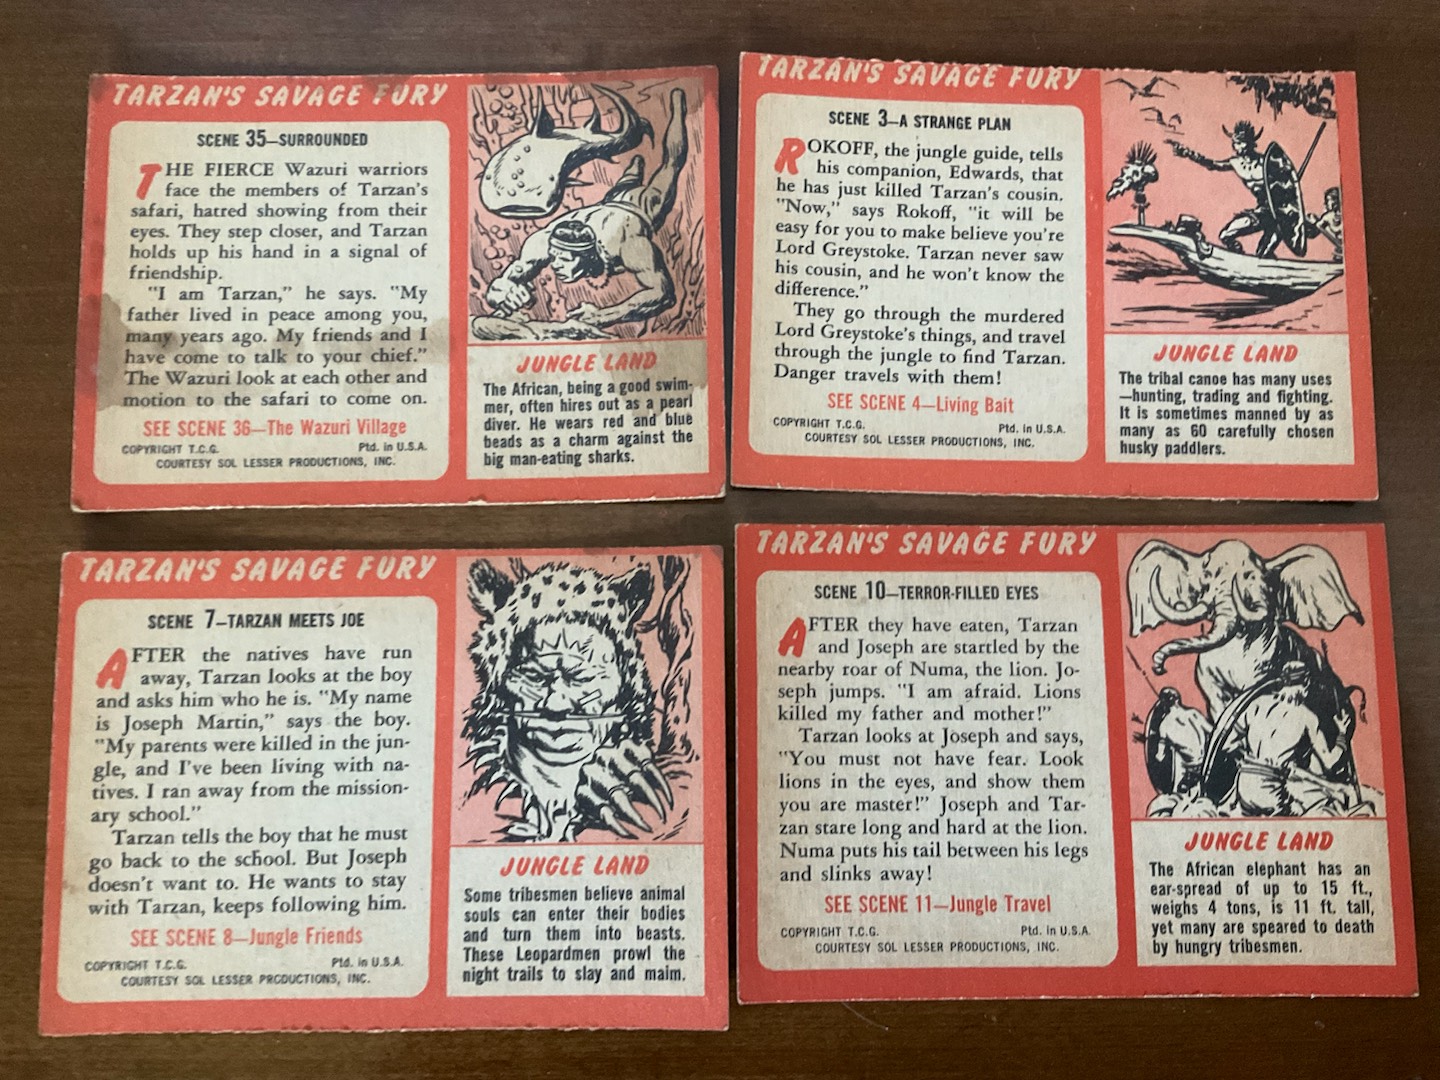 TARZAN'S SAVAGE FURY
SCENE 35—SURROUNDED
THE FIERCE Wazuri warriors
face the members of Tarzan's
safari, hatred showing from their
eyes. They step closer, and Tarzan
holds up his hand in a signal of
friendship.
"I am Tarzan," he says. "My
father lived in peace among you,
many years ago. My friends and I
have come to talk to your chief."
The Wazuri look at each other and
motion to the safari to come on.
SEE SCENE 36—The Wazuri Village
COPYRIGHT T.C.G. Ptd. in U.S.A.
COURTESY SOL LESSER PRODUCTIONS, INC.
JUNGLE LAND
The African, being a good swim-
mer, often hires out as a pearl
diver. He wears red and blue
beads as a charm against the
big man-eating sharks.
TARZAN'S SAVAGE FURY
SCENE 3—A STRANGE PLAN
ROKOFF, the jungle guide, tells
his companion, Edwards, that
he has just killed Tarzan's cousin.
"Now," says Rokoff, "it will be
easy for you to make believe you're
Lord Greystoke. Tarzan never saw
his cousin, and he won't know the
difference."
They go through the murdered
Lord Greystoke's things, and travel
through the jungle to find Tarzan.
Danger travels with them!
SEE SCENE 4—Living Bait
COPYRIGHT T.C.G. Ptd. in U.S.A.
COURTESY SOL LESSER PRODUCTIONS, INC.
JUNGLE LAND
The tribal canoe has many uses
—hunting, trading and fighting.
It is sometimes manned by as
many as 60 carefully chosen
husky paddlers.
TARZAN'S SAVAGE FURY
SCENE 7—TARZAN MEETS JOE
AFTER the natives have run
away, Tarzan looks at the boy
and asks him who he is. "My name
is Joseph Martin," says the boy.
"My parents were killed in the jun-
gle, and I've been living with na-
tives. I ran away from the mission-
ary school."
Tarzan tells the boy that he must
go back to the school. But Joseph
doesn't want to. He wants to stay
with Tarzan, keeps following him.
SEE SCENE 8—Jungle Friends
COPYRIGHT T.C.G. Ptd. in U.S.A.
COURTESY SOL LESSER PRODUCTIONS, INC.
JUNGLE LAND
Some tribesmen believe animal
souls can enter their bodies
and turn them into beasts.
These Leopardmen prowl the
night trails to slay and maim.
TARZAN'S SAVAGE FURY
SCENE 10—TERROR-FILLED EYES
AFTER they have eaten, Tarzan
and Joseph are startled by the
nearby roar of Numa, the lion. Jo-
seph jumps. "I am afraid. Lions
killed my father and mother!"
Tarzan looks at Joseph and says,
"You must not have fear. Look
lions in the eyes, and show them
you are master!" Joseph and Tar-
zan stare long and hard at the lion.
Numa puts his tail between his legs
and slinks away!
SEE SCENE 11—Jungle Travel
COPYRIGHT T.C.G. Ptd. in U.S.A.
COURTESY SOL LESSER PRODUCTIONS, INC.
JUNGLE LAND
The African elephant has an
ear-spread of up to 15 ft.,
weighs 4 tons, is 11 ft. tall,
yet many are speared to death
by hungry tribesmen.